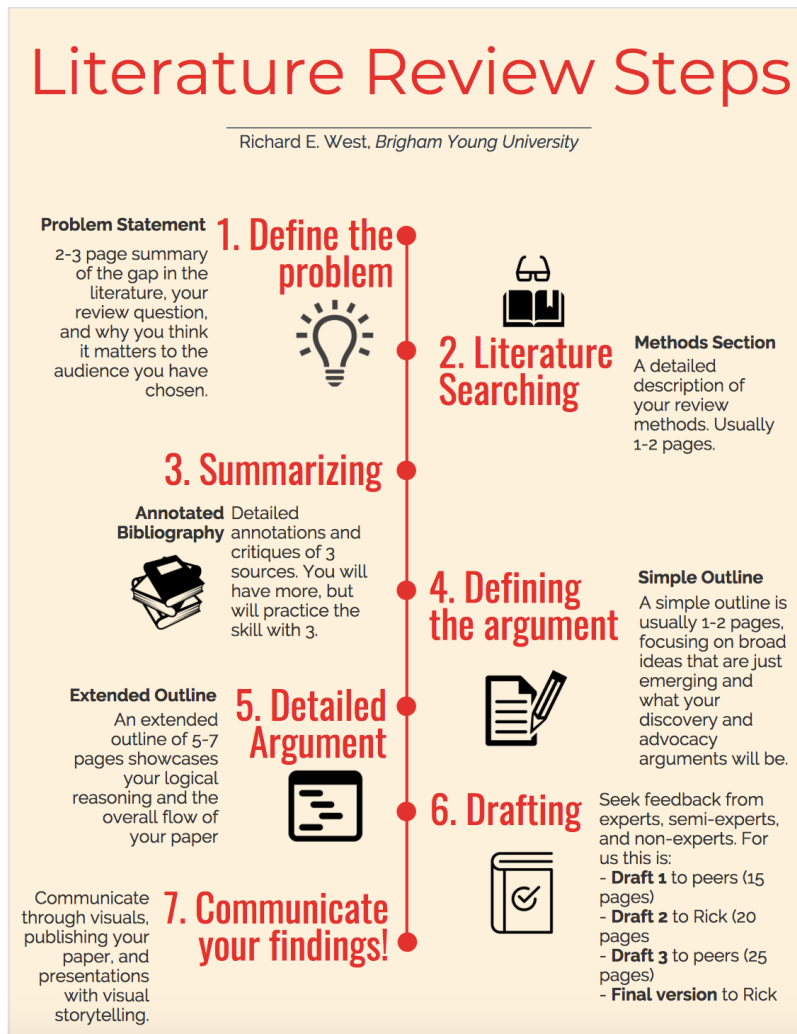 Literature Review Steps
Richard E. West, Brigham Young University
1. Define the
problem
Problem Statement
2-3 page summary
of the gap in the
literature, your
review question,
and why you think
it matters to the
audience you have
chosen.
2. Literature
Searching
Methods Section
A detailed
description of
your review
methods. Usually
1-2 pages.
3. Summarizing
Annotated
Bibliography
Detailed
annotations and
critiques of 3
sources. You will
have more, but
will practice the
skill with 3.
4. Defining
the argument
Simple Outline
A simple outline is
usually 1-2 pages,
focusing on broad
ideas that are just
emerging and
what your
discovery and
advocacy
arguments will be.
5. Detailed
Argument
Extended Outline
An extended
outline of 5-7
pages showcases
your logical
reasoning and the
overall flow of
your paper
6. Drafting
Seek feedback from
experts, semi-experts,
and non-experts. For
us this is:
- Draft 1 to peers (15
pages)
- Draft 2 to Rick (20
pages
- Draft 3 to peers (25
pages)
- Final version to Rick
7. Communicate
your findings!
Communicate
through visuals,
publishing your
paper, and
presentations
with visual
storytelling.